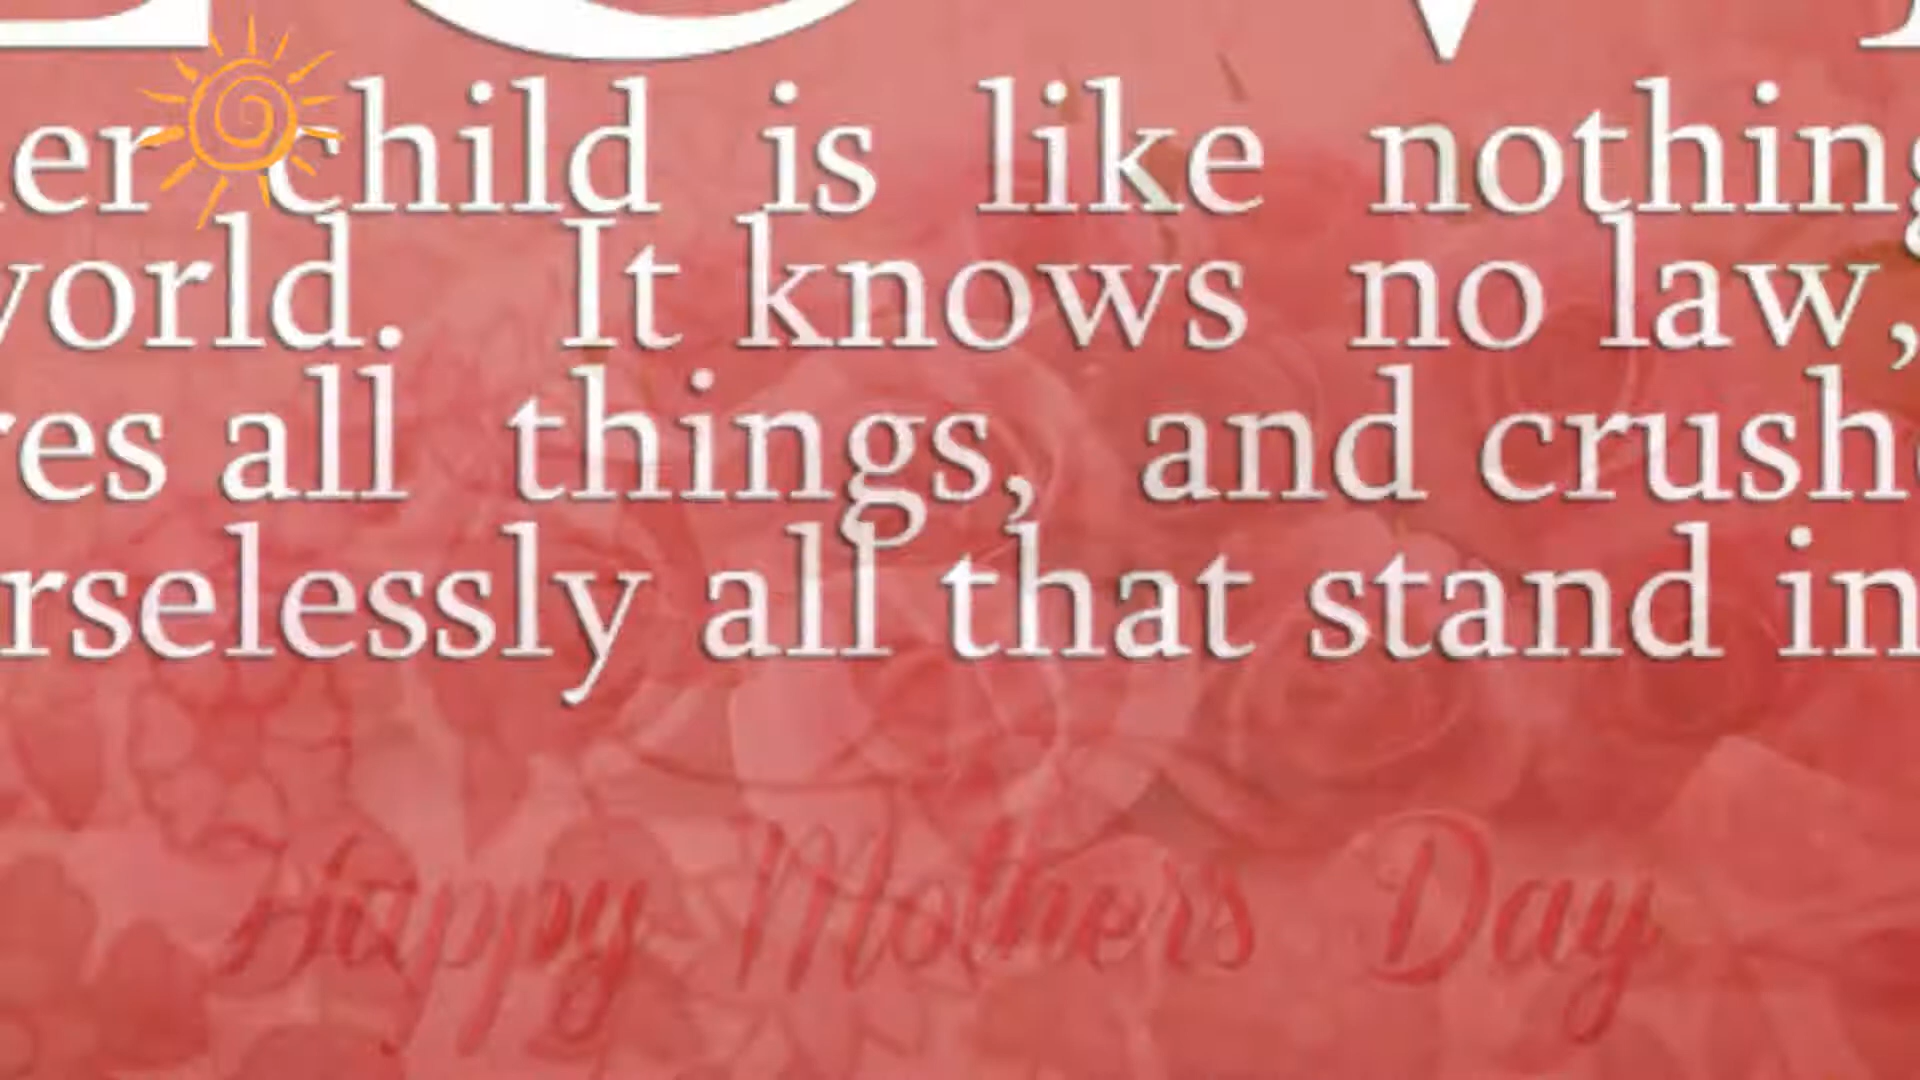 er child is like nothing
world. It knows no law,
res all things, and crush
rselessly all that stand in
Happy Mothers Day